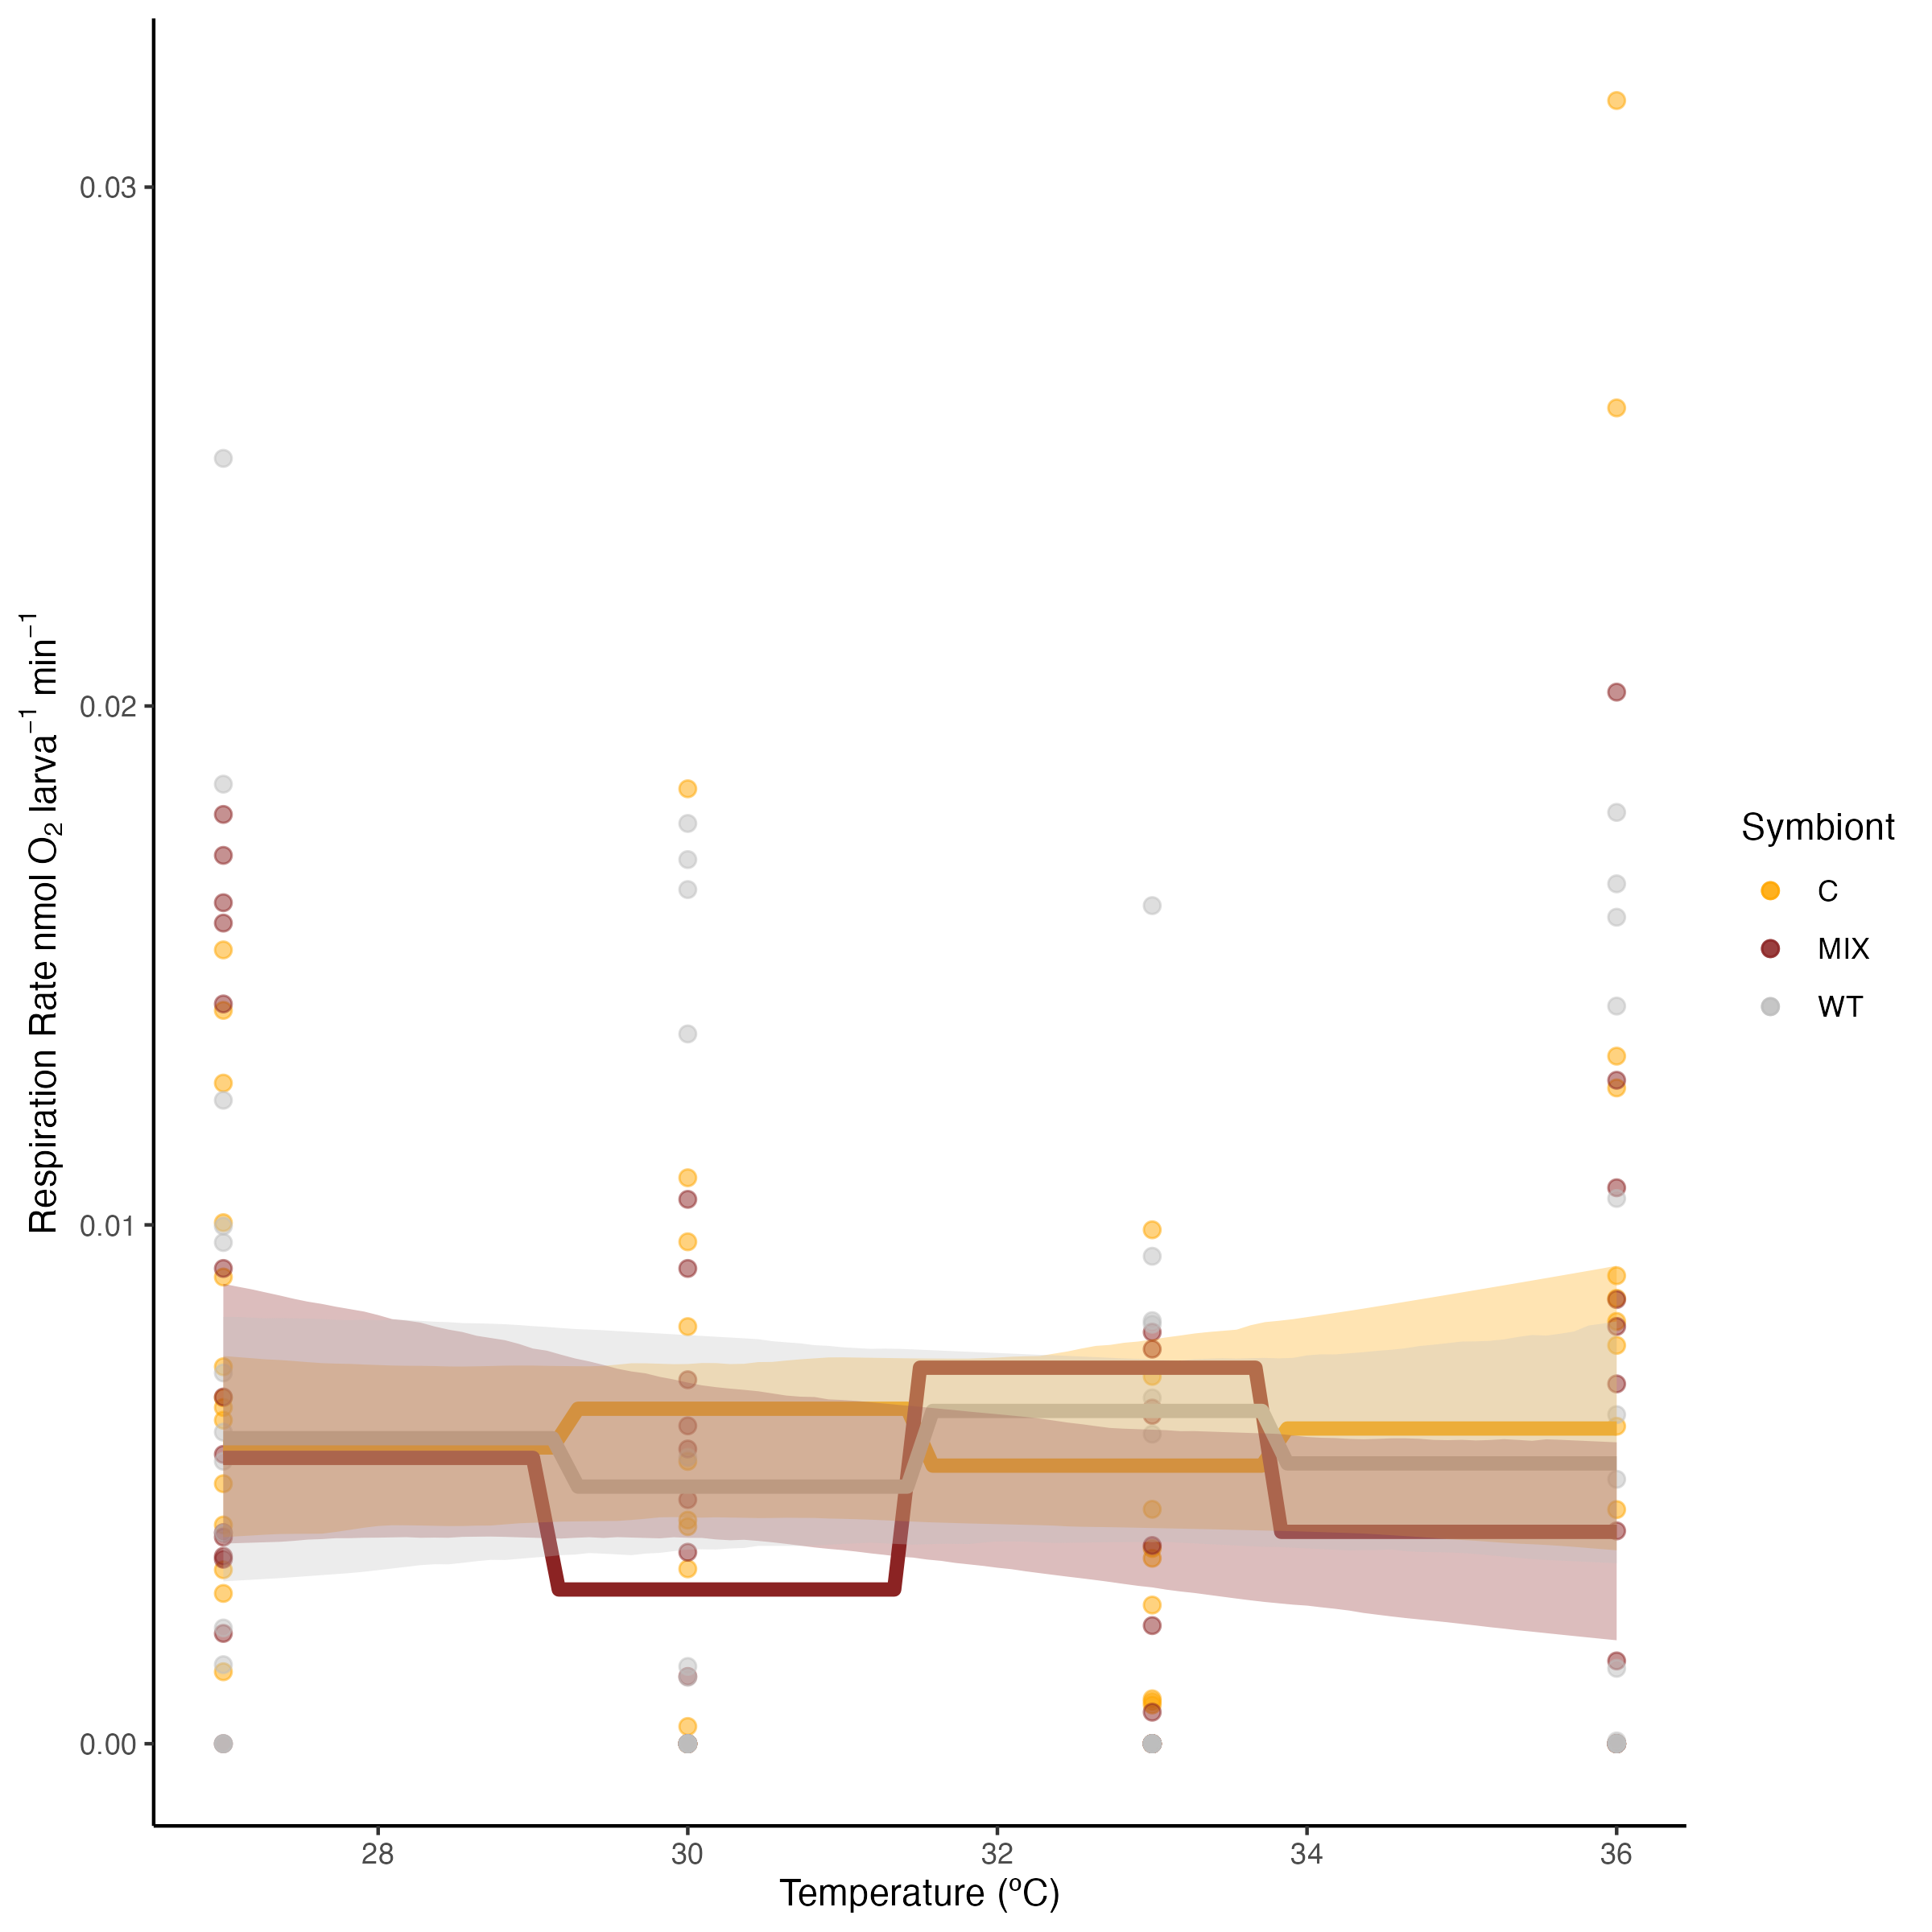 Respiration Rate nmol O₂ larva⁻¹ min⁻¹
0.03
0.02
0.01
0.00
28
30
32
34
36
Temperature (ºC)
Symbiont
C
MIX
WT